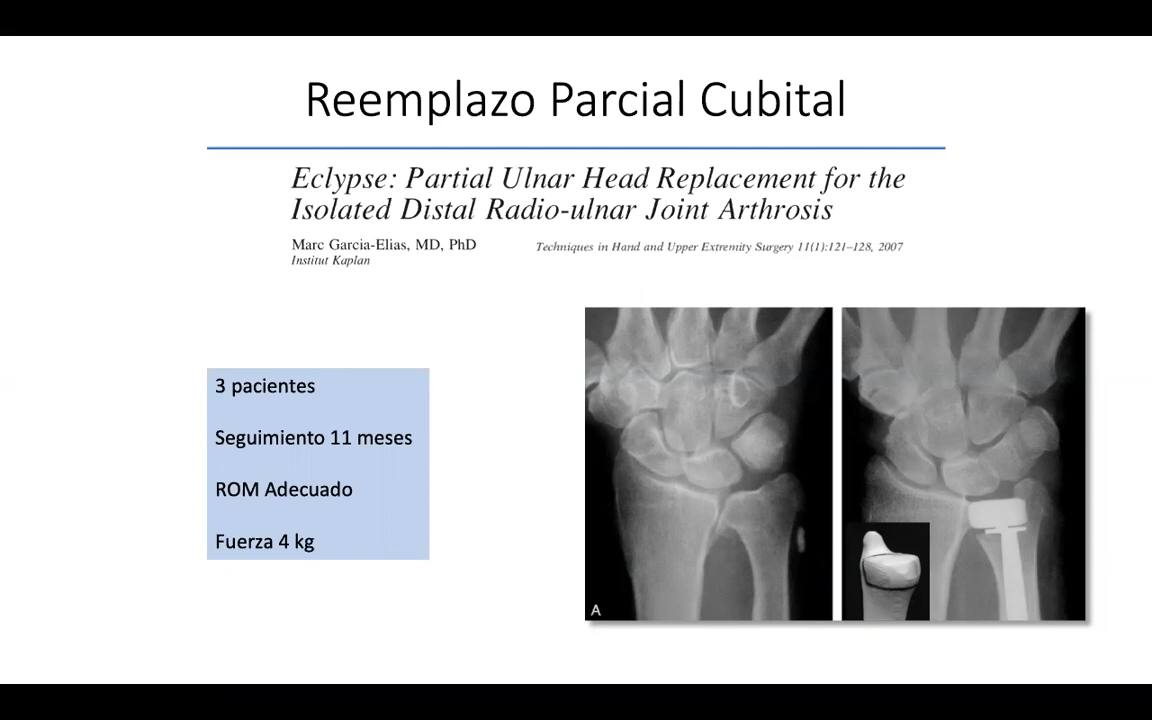 Reemplazo Parcial Cubital
Eclypse: Partial Ulnar Head Replacement for the
Isolated Distal Radio-ulnar Joint Arthrosis
Marc Garcia-Elias, MD, PhD
Techniques in Hand and Upper Extremity Surgery 11(1):121–128, 2007
Institut Kaplan
3 pacientes
Seguimiento 11 meses
ROM Adecuado
Fuerza 4 kg
A